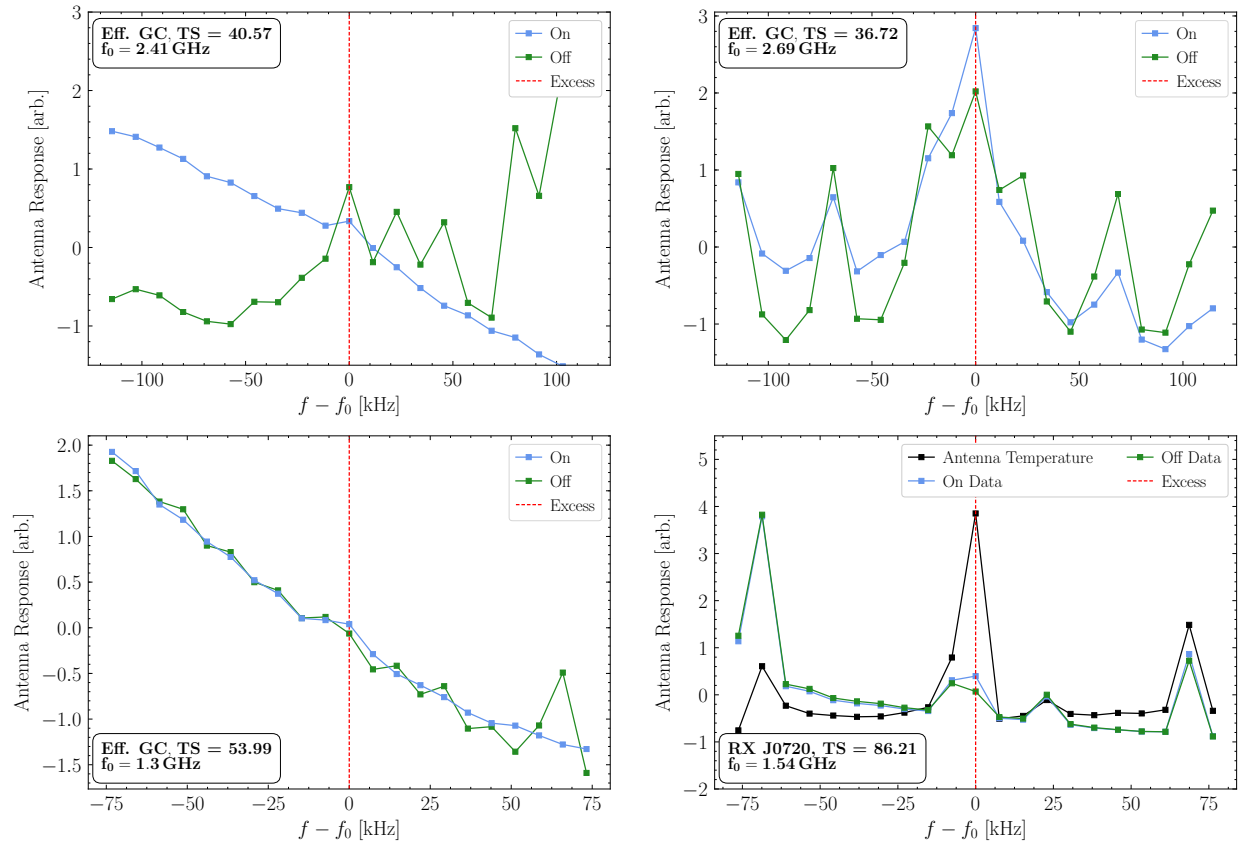 Eff. GC, TS = 40.57
f₀ = 2.41 GHz
On
Off
Excess
Antenna Response [arb.]
3
2
1
0
−1
−100
−50
0
50
100
f − f₀ [kHz]
Eff. GC, TS = 36.72
f₀ = 2.69 GHz
On
Off
Excess
Antenna Response [arb.]
3
2
1
0
−1
−100
−50
0
50
100
f − f₀ [kHz]
On
Off
Excess
Antenna Response [arb.]
2.0
1.5
1.0
0.5
0.0
−0.5
−1.0
−1.5
Eff. GC, TS = 53.99
f₀ = 1.3 GHz
−75
−50
−25
0
25
50
75
f − f₀ [kHz]
Antenna Temperature
On Data
Off Data
Excess
Antenna Response [arb.]
5
4
3
2
1
0
−1
−2
RX J0720, TS = 86.21
f₀ = 1.54 GHz
−75
−50
−25
0
25
50
75
f − f₀ [kHz]